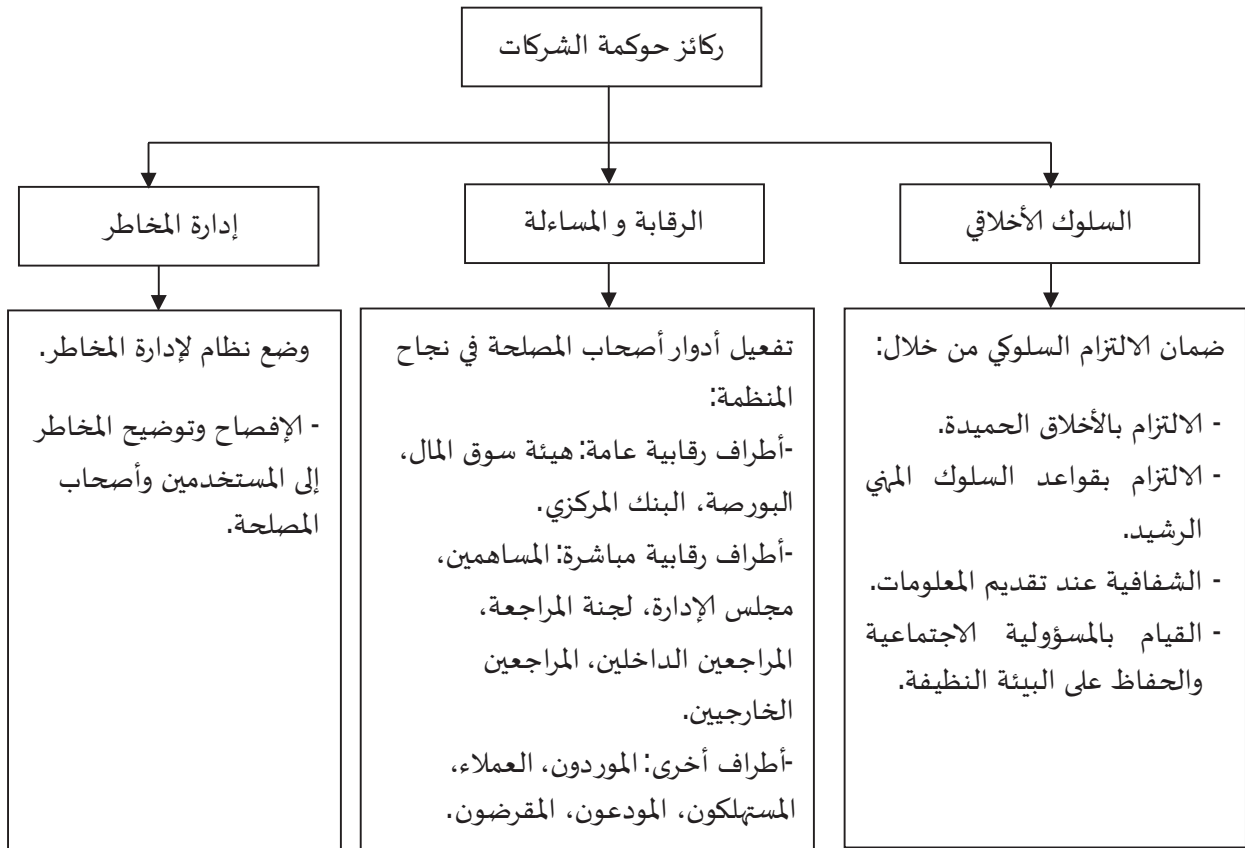 ركائز حوكمة الشركات
السلوك الأخلاقي
الرقابة و المساءلة
إدارة المخاطر
ضمان الالتزام السلوكي من خلال:
- الالتزام بالأخلاق الحميدة.
- الالتزام بقواعد السلوك المهني
الرشيد.
- الشفافية عند تقديم المعلومات.
- القيام بالمسؤولية الاجتماعية
والحفاظ على البيئة النظيفة.
تفعيل أدوار أصحاب المصلحة في نجاح
المنظمة:
-أطراف رقابية عامة: هيئة سوق المال،
البورصة، البنك المركزي.
-أطراف رقابية مباشرة: المساهمين،
مجلس الإدارة، لجنة المراجعة،
المراجعين الداخلين، المراجعين
الخارجيين.
-أطراف أخرى: الموردون، العملاء،
المستهلكون، المودعون، المقرضون.
وضع نظام لإدارة المخاطر.
- الإفصاح وتوضيح المخاطر
إلى المستخدمين وأصحاب
المصلحة.